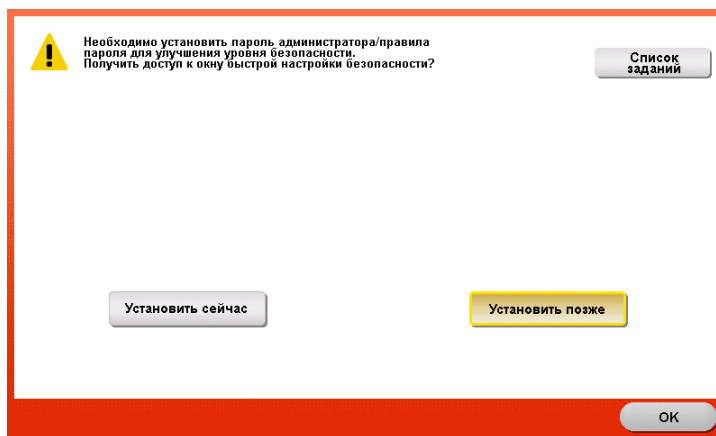 Необходимо установить пароль администратора/правила
пароля для улучшения уровня безопасности.
Получить доступ к окну быстрой настройки безопасности?
Список
заданий
Установить сейчас
Установить позже
OK